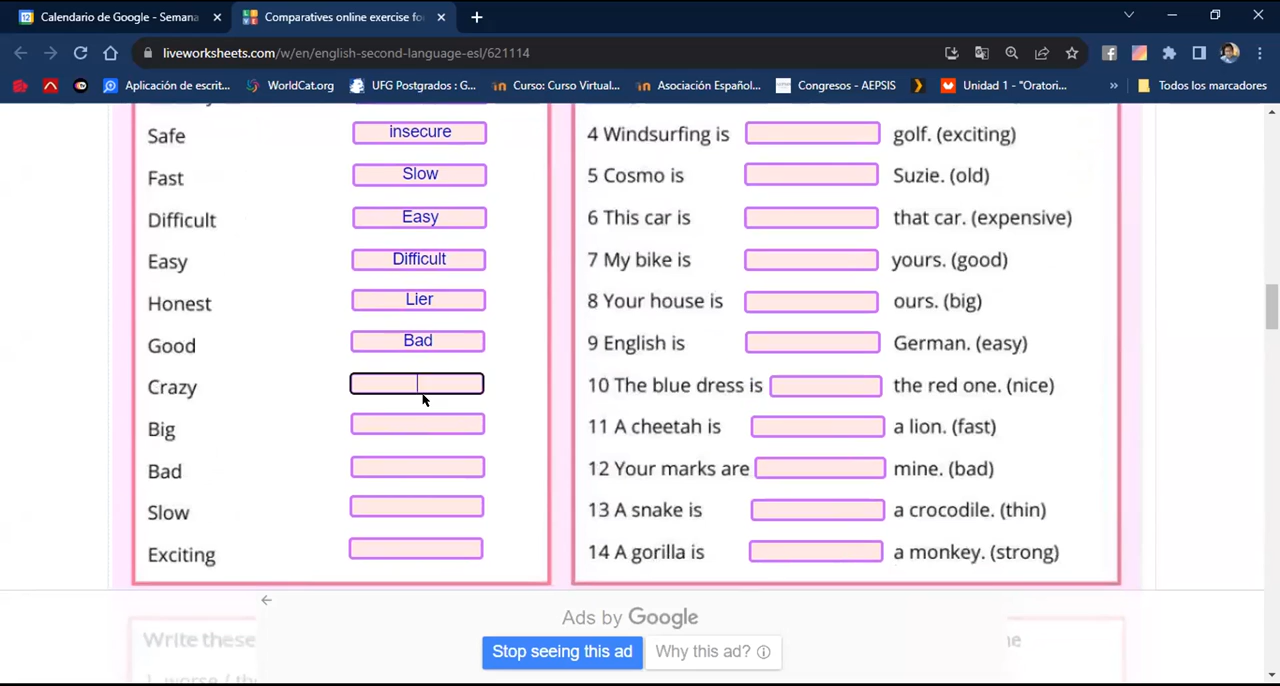 Calendario de Google - Semana
Comparatives online exercise fo
liveworksheets.com/w/en/english-second-language-esl/621114
Aplicación de escrit...
WorldCat.org
UFG Postgrados : G...
Curso: Curso Virtual...
Asociación Español...
Congresos - AEPSIS
Unidad 1 - "Oratori...
»
Todos los marcadores
Safe insecure
Fast Slow
Difficult Easy
Easy Difficult
Honest Lier
Good Bad
Crazy
Big
Bad
Slow
Exciting
4 Windsurfing is golf. (exciting)
5 Cosmo is Suzie. (old)
6 This car is that car. (expensive)
7 My bike is yours. (good)
8 Your house is ours. (big)
9 English is German. (easy)
10 The blue dress is the red one. (nice)
11 A cheetah is a lion. (fast)
12 Your marks are mine. (bad)
13 A snake is a crocodile. (thin)
14 A gorilla is a monkey. (strong)
Ads by Google
Stop seeing this ad
Why this ad?
Write these